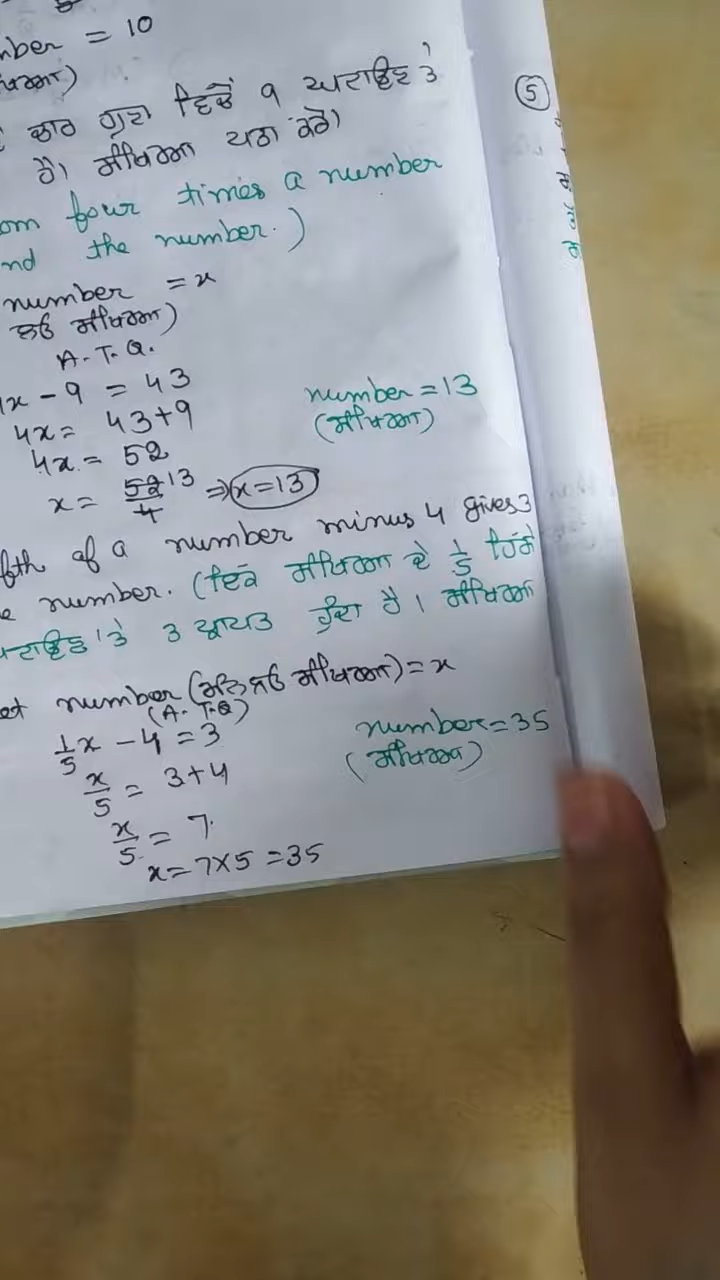 mber = 10
ਚਾਰ ਗੁਣਾ ਵਿਚੋਂ 9 ਘਟਾਉਣ ਤੇ
ਹੈ। ਸੰਖਿਆ ਪਤਾ ਕਰੋ।
om four times a number
nd the number.)
number = x
ਸੰਖਿਆ)
A.T.Q.
4x - 9 = 43
4x = 43+9
4x = 52
x = 52/4 13 ⇒ x=13
number = 13
(ਸੰਖਿਆ)
fth of a number minus 4 gives 3
e number. (ਇਕ ਸੰਖਿਆ ਦੇ 1/5 ਵਿੱਚੋਂ
ਘਟਾਉਣ ਤੇ 3 ਪ੍ਰਾਪਤ ਹੁੰਦਾ ਹੈ। ਸੰਖਿਆ
et number (ਮੰਨ ਲਉ ਸੰਖਿਆ) = x
(A.T.Q)
1/5 x - 4 = 3
x/5 = 3+4
x/5 = 7
x = 7×5 = 35
number = 35
(ਸੰਖਿਆ)
5